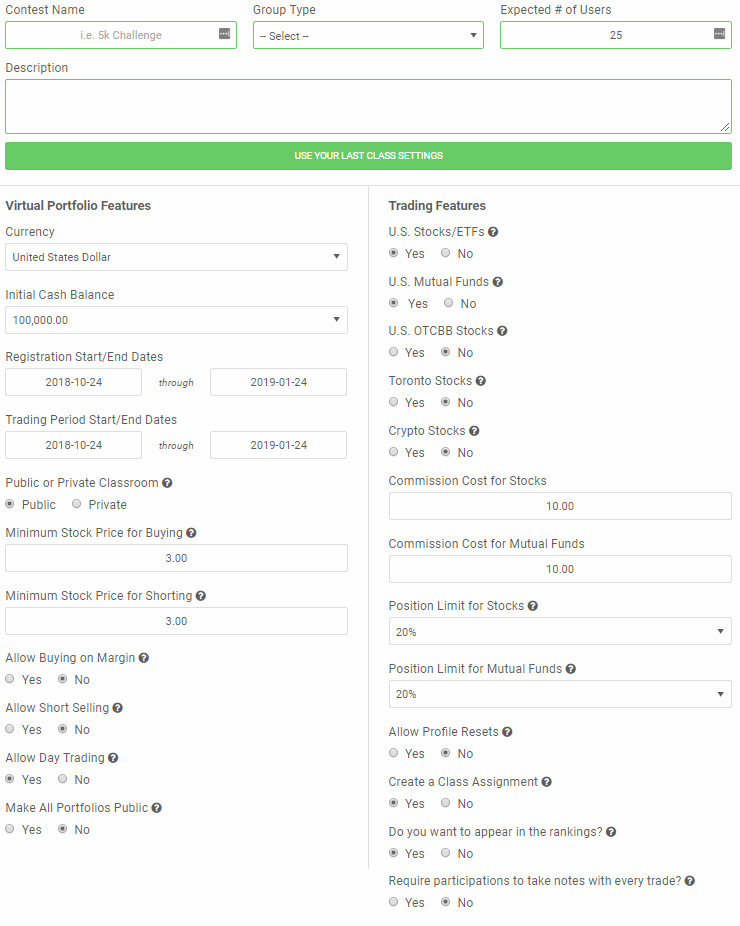 Contest Name
Group Type
Expected # of Users
i.e. 5k Challenge
-- Select --
25
Description
USE YOUR LAST CLASS SETTINGS
Virtual Portfolio Features
Currency
United States Dollar
Initial Cash Balance
100,000.00
Registration Start/End Dates
2018-10-24 through 2019-01-24
Trading Period Start/End Dates
2018-10-24 through 2019-01-24
Public or Private Classroom ?
Public Private
Minimum Stock Price for Buying ?
3.00
Minimum Stock Price for Shorting ?
3.00
Allow Buying on Margin ?
Yes No
Allow Short Selling ?
Yes No
Allow Day Trading ?
Yes No
Make All Portfolios Public ?
Yes No
Trading Features
U.S. Stocks/ETFs ?
Yes No
U.S. Mutual Funds ?
Yes No
U.S. OTCBB Stocks ?
Yes No
Toronto Stocks ?
Yes No
Crypto Stocks ?
Yes No
Commission Cost for Stocks
10.00
Commission Cost for Mutual Funds
10.00
Position Limit for Stocks ?
20%
Position Limit for Mutual Funds ?
20%
Allow Profile Resets ?
Yes No
Create a Class Assignment ?
Yes No
Do you want to appear in the rankings? ?
Yes No
Require participations to take notes with every trade? ?
Yes No